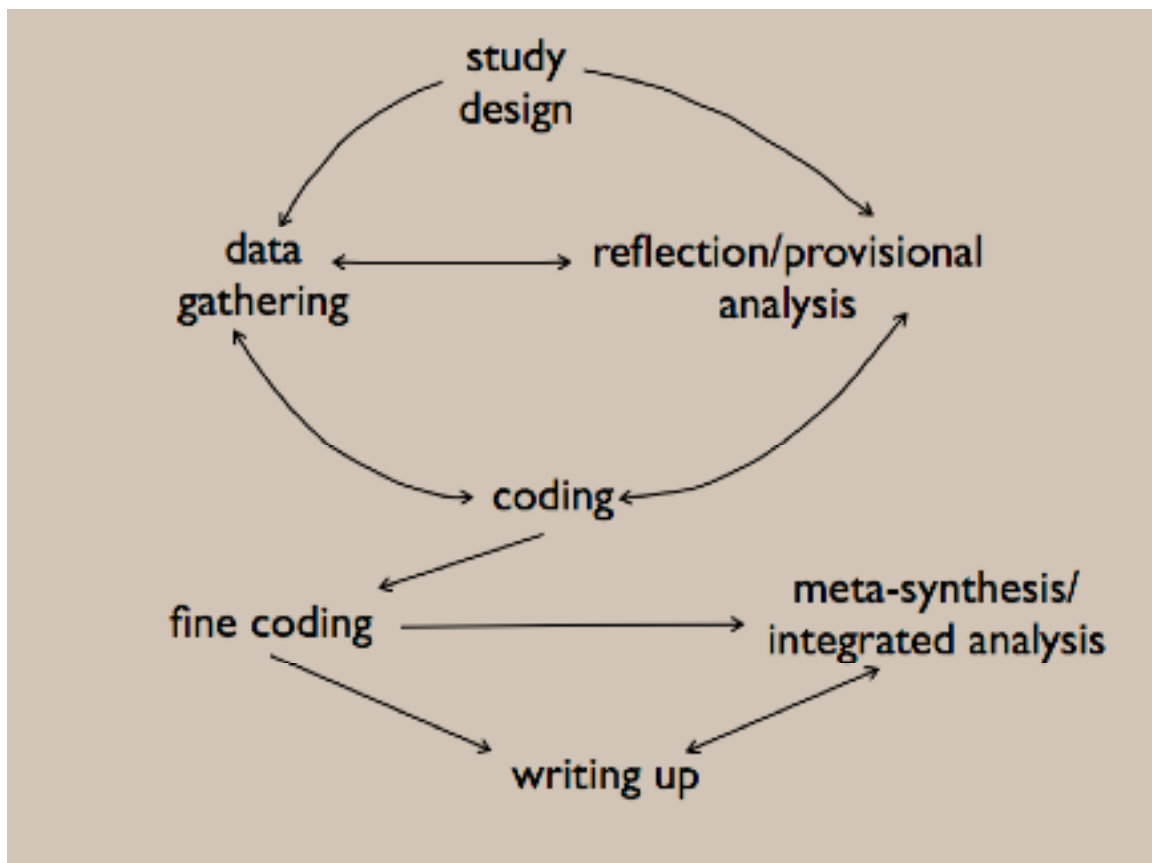 study
design
data
gathering
reflection/provisional
analysis
coding
fine coding
meta-synthesis/
integrated analysis
writing up